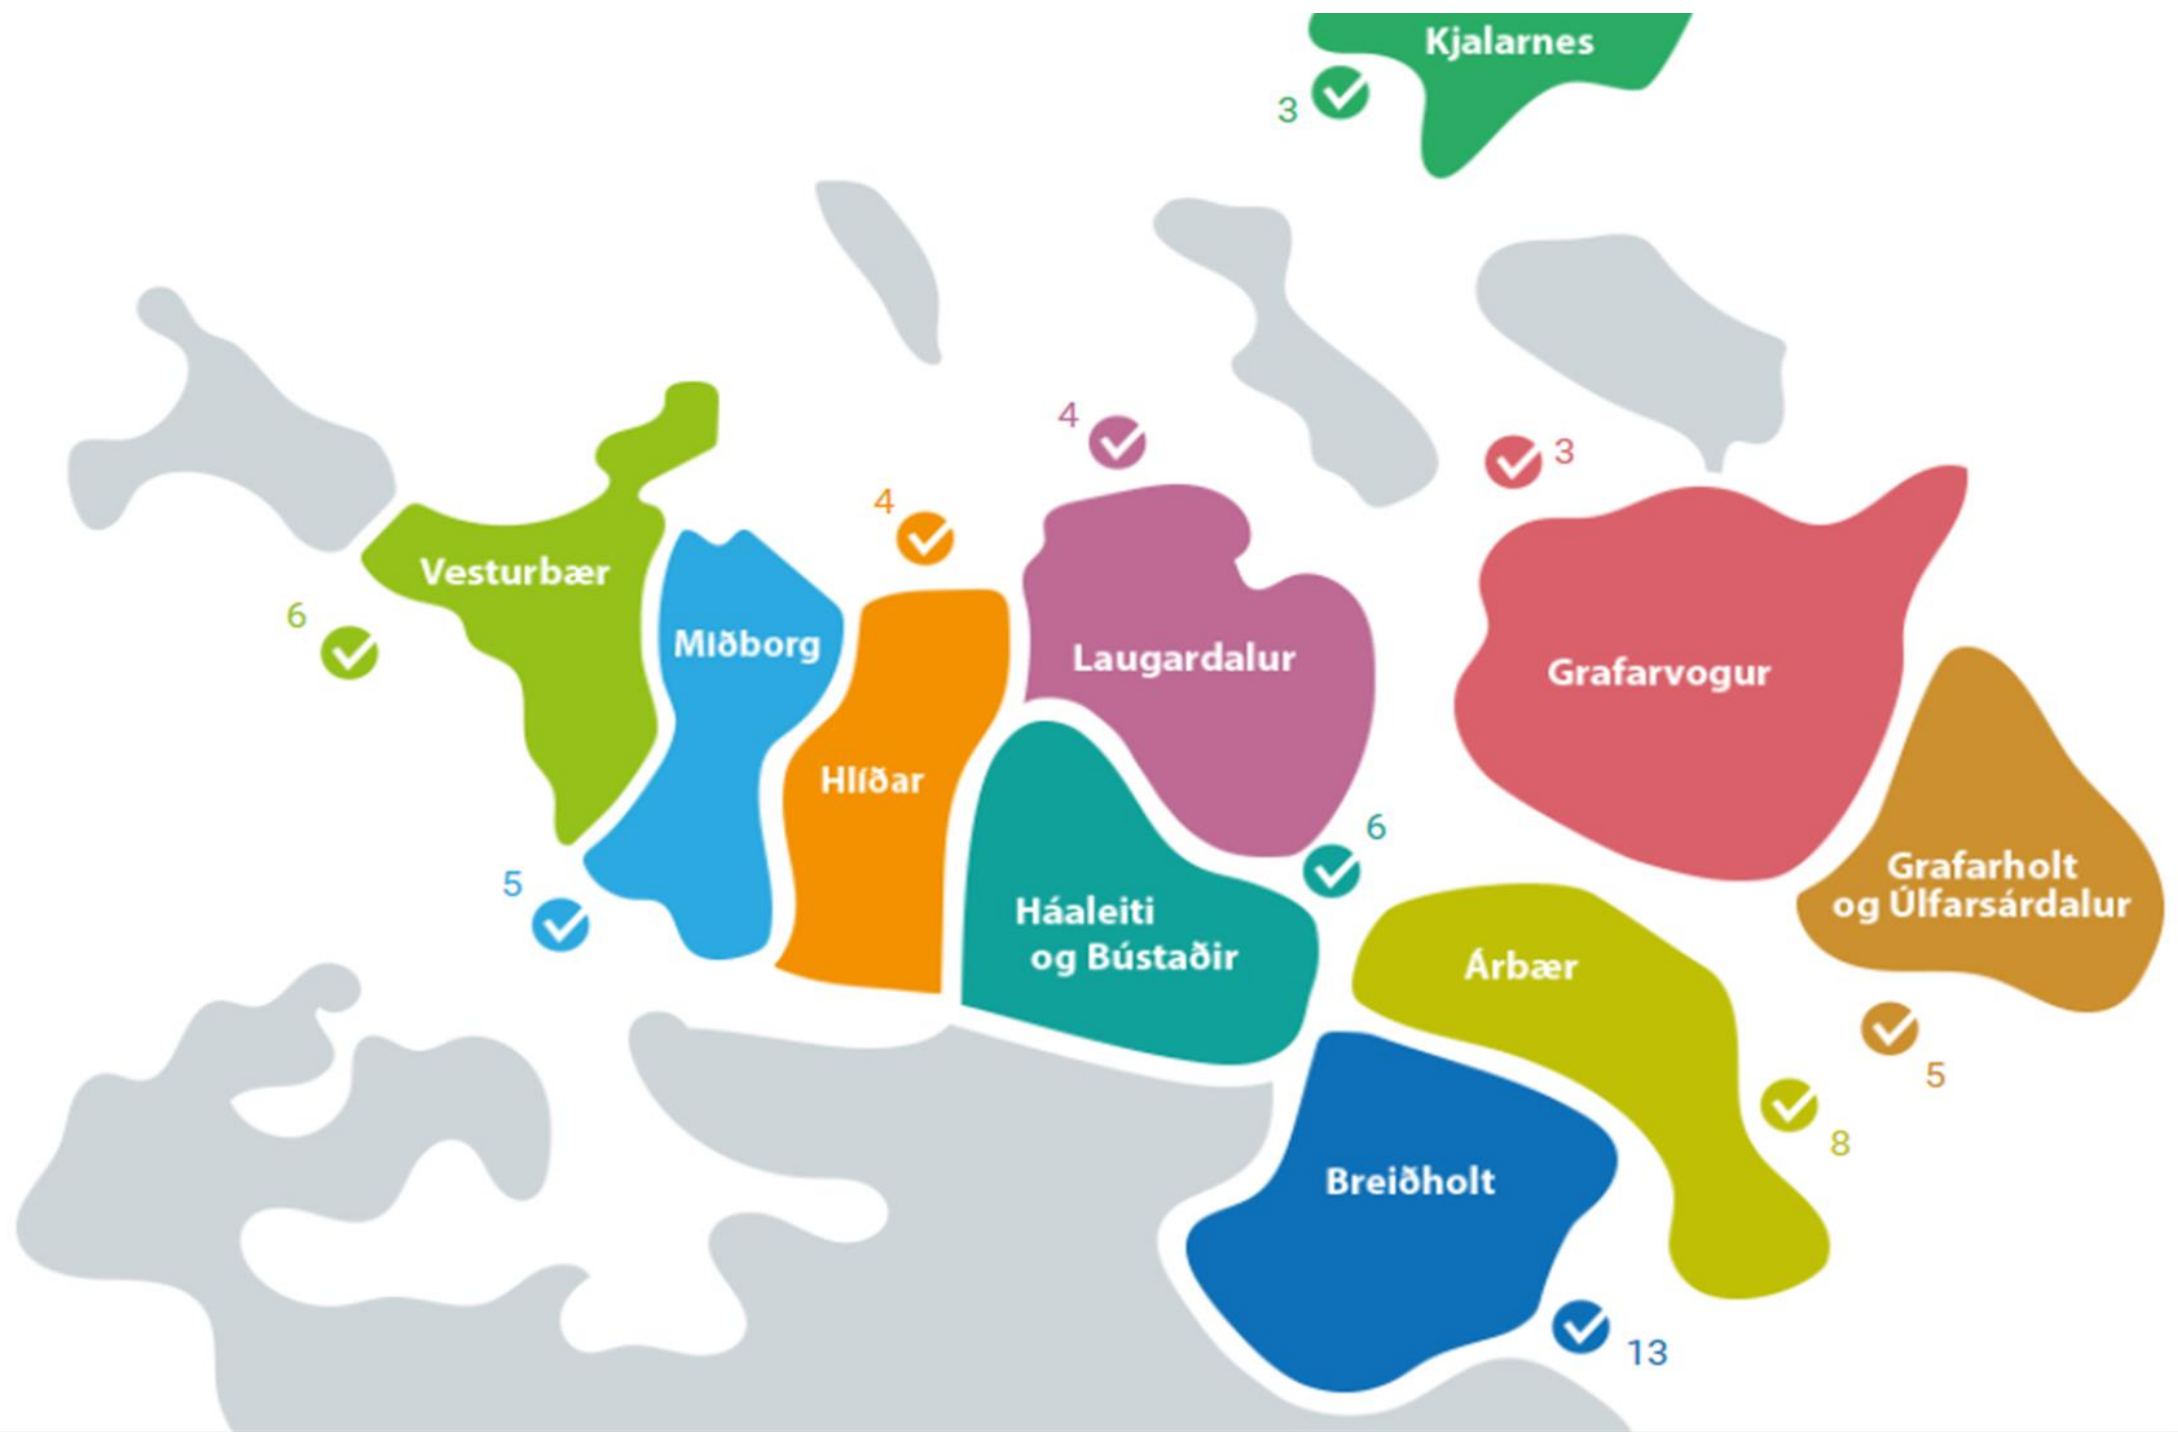 Kjalarnes
3
4
3
4
Vesturbær
6
Miðborg
Laugardalur
Grafarvogur
Hlíðar
6
Grafarholt
og Úlfarsárdalur
5
Háaleiti
og Bústaðir
Árbær
5
8
Breiðholt
13